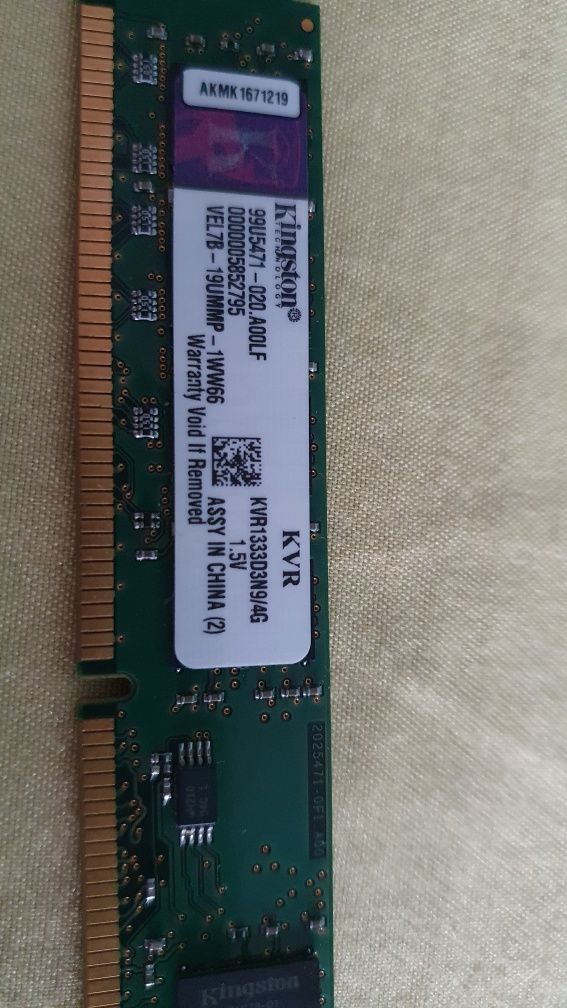 AKMK1671219
Kingston
TECHNOLOGY
99U5471-020.A00LF
0000005852795
VEL7B-19UMMP-1WW66
Warranty Void If Removed
KVR
KVR1333D3N9/4G
1.5V
ASSY IN CHINA (2)
2025471-0F1.A00
Kingston